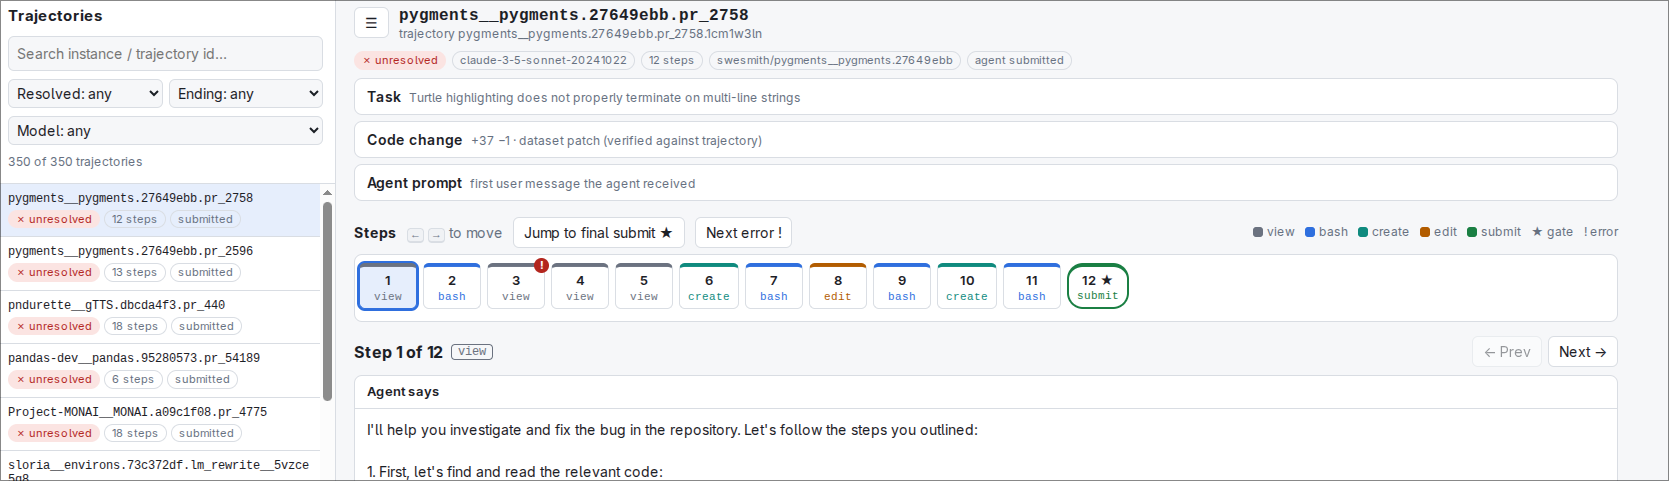 Trajectories
Search instance / trajectory id...
Resolved: any
Ending: any
Model: any
350 of 350 trajectories
pygments__pygments.27649ebb.pr_2758
× unresolved
12 steps
submitted
pygments__pygments.27649ebb.pr_2596
× unresolved
13 steps
submitted
pndurette__gTTS.dbcda4f3.pr_440
× unresolved
18 steps
submitted
pandas-dev__pandas.95280573.pr_54189
× unresolved
6 steps
submitted
Project-MONAI__MONAI.a09c1f08.pr_4775
× unresolved
18 steps
submitted
sloria__environs.73c372df.lm_rewrite__5vzce
5g8
☰
pygments__pygments.27649ebb.pr_2758
trajectory pygments__pygments.27649ebb.pr_2758.1cm1w3ln
× unresolved
claude-3-5-sonnet-20241022
12 steps
swesmith/pygments__pygments.27649ebb
agent submitted
Task Turtle highlighting does not properly terminate on multi-line strings
Code change +37 −1 · dataset patch (verified against trajectory)
Agent prompt first user message the agent received
Steps ← → to move
Jump to final submit ★
Next error !
view bash create edit submit ★ gate ! error
1
view
2
bash
3
view
!
4
view
5
view
6
create
7
bash
8
edit
9
bash
10
create
11
bash
12 ★
submit
Step 1 of 12 view
← Prev
Next →
Agent says
I'll help you investigate and fix the bug in the repository. Let's follow the steps you outlined:
1. First, let's find and read the relevant code: